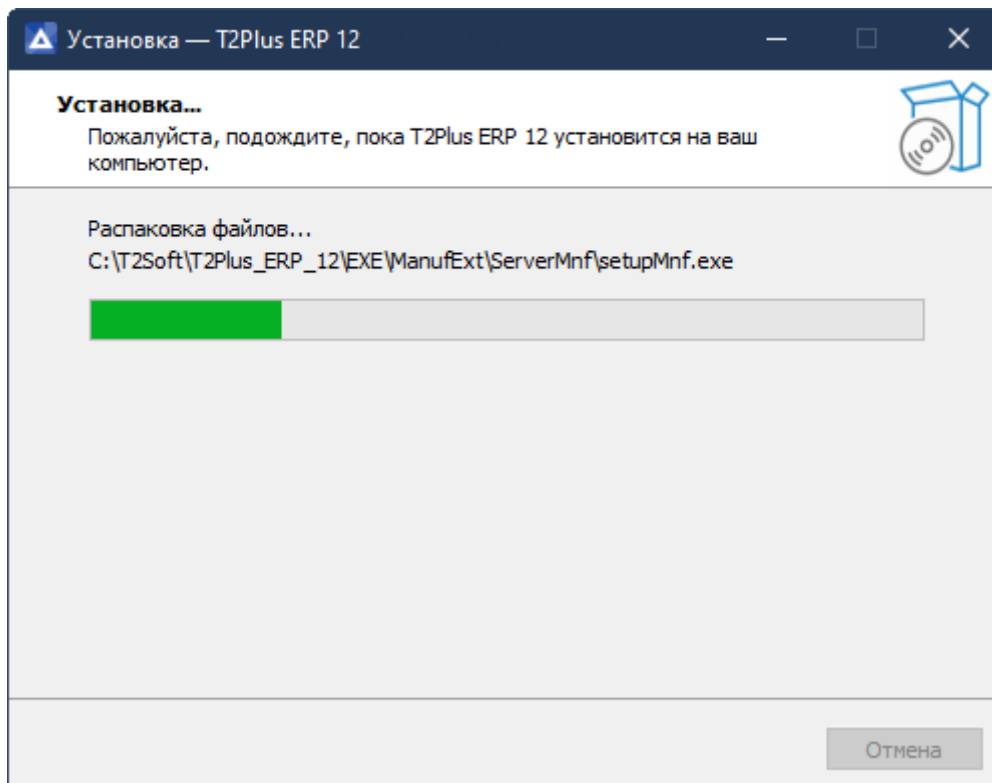 Установка — T2Plus ERP 12
Установка...
Пожалуйста, подождите, пока T2Plus ERP 12 установится на ваш
компьютер.
Распаковка файлов...
C:\T2Soft\T2Plus_ERP_12\EXE\ManufExt\ServerMnf\setupMnf.exe
Отмена